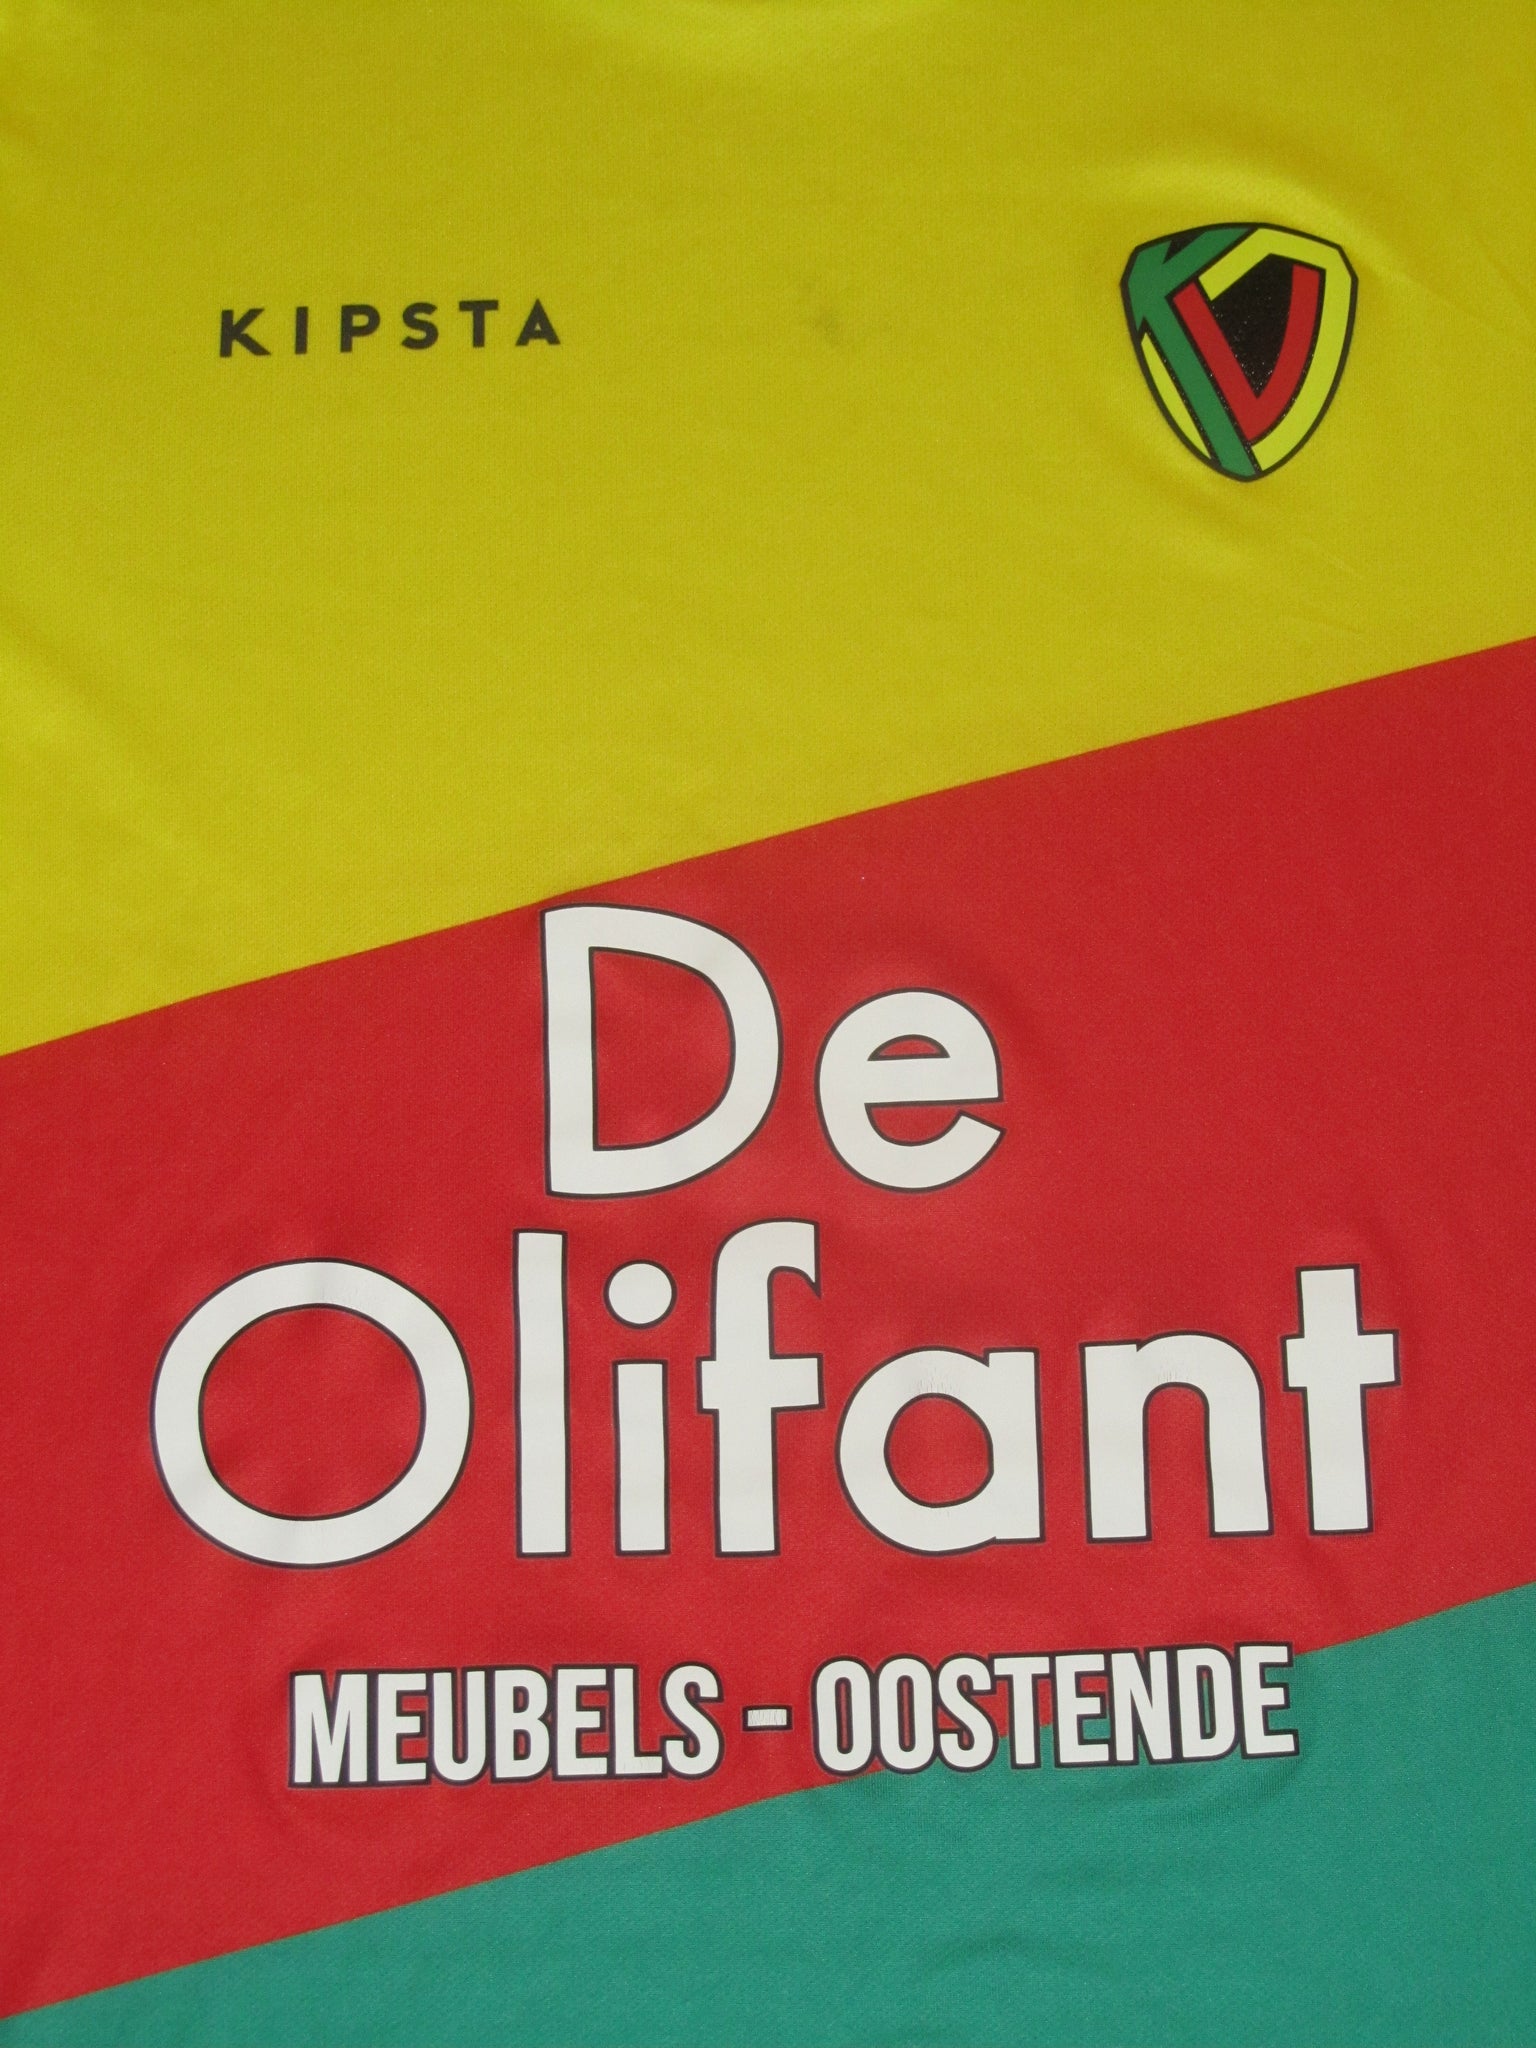 KIPSTA
De
Olifant
MEUBELS - OOSTENDE